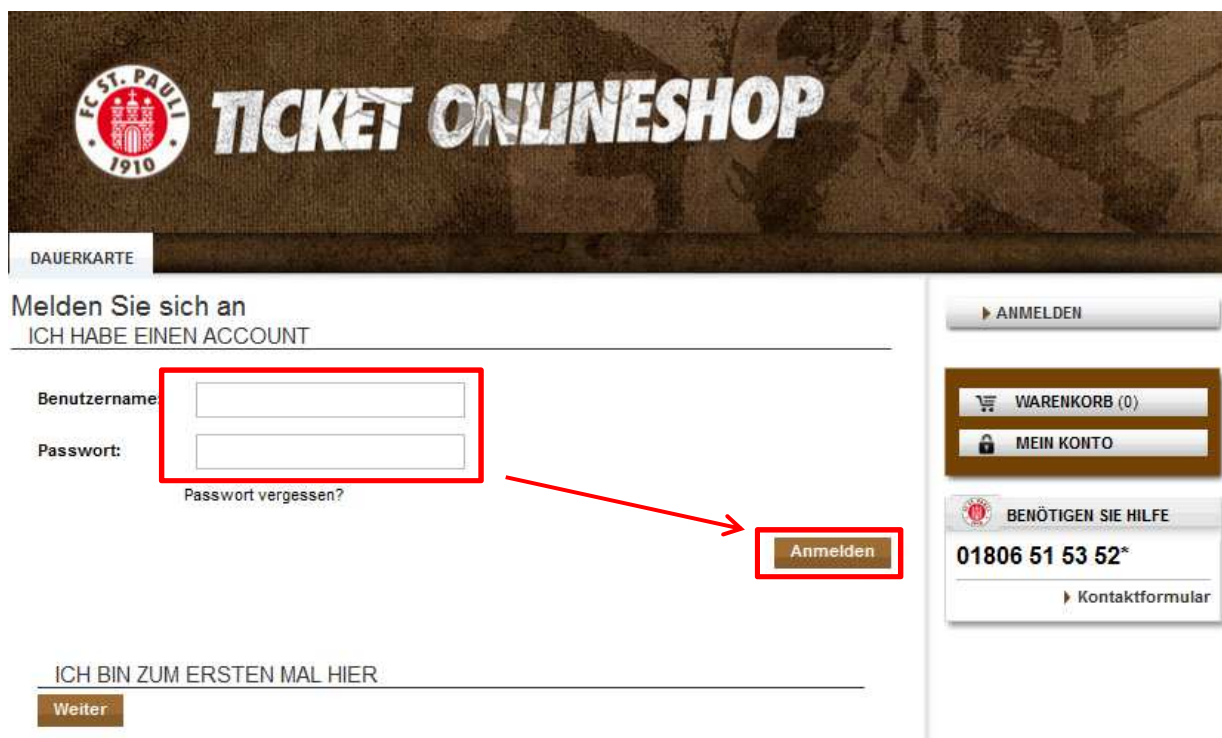 FC ST. PAULI
1910
TICKET ONLINESHOP
DAUERKARTE
Melden Sie sich an
ICH HABE EINEN ACCOUNT
Benutzername:
Passwort:
Passwort vergessen?
Anmelden
ICH BIN ZUM ERSTEN MAL HIER
Weiter
ANMELDEN
WARENKORB (0)
MEIN KONTO
BENÖTIGEN SIE HILFE
01806 51 53 52*
Kontaktformular